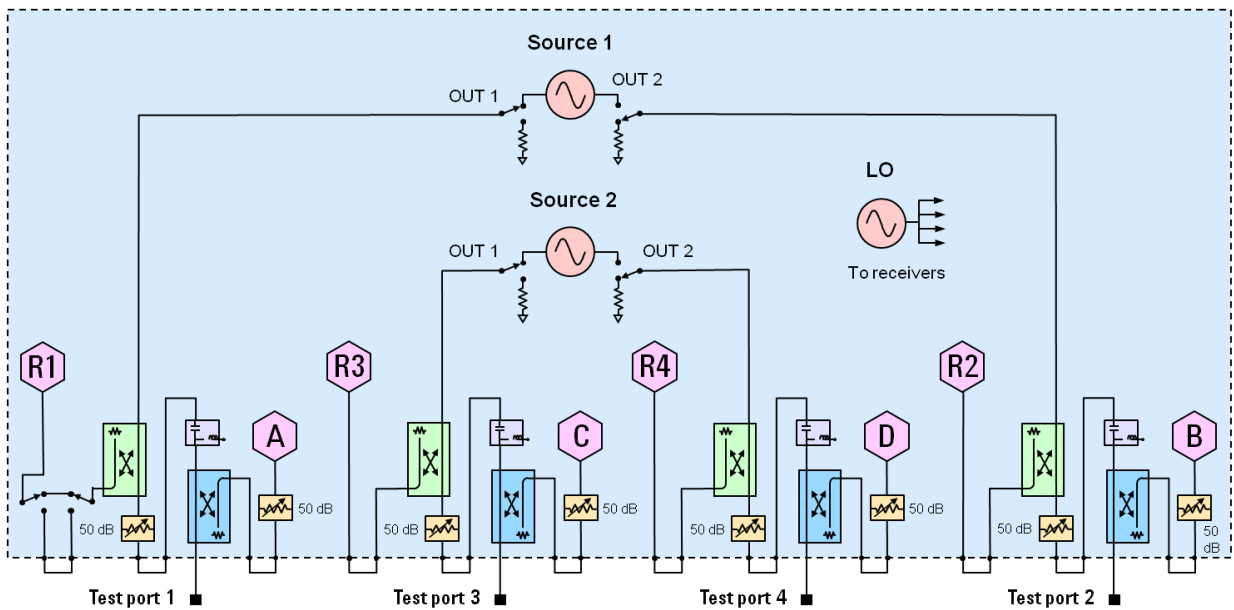 Source 1
OUT 1
OUT 2
LO
Source 2
OUT 1
OUT 2
To receivers
R1
R3
R4
R2
A
C
D
B
50 dB
50 dB
50 dB
50 dB
50 dB
50 dB
50 dB
50
dB
Test port 1
Test port 3
Test port 4
Test port 2